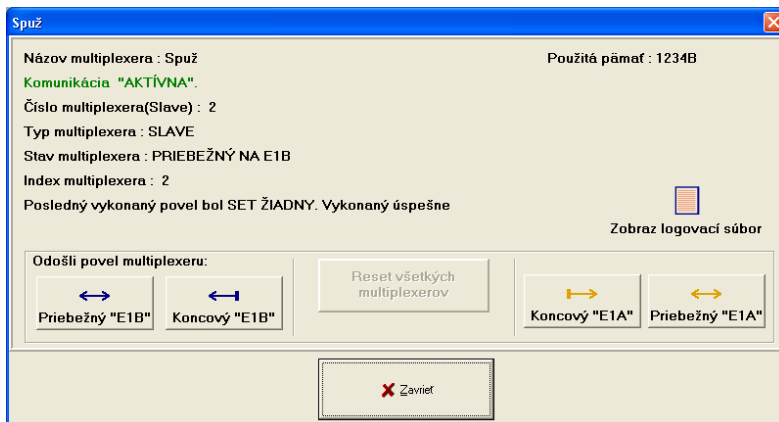 Spuž
Názov multiplexera : Spuž
Použitá pämať : 1234B
Komunikácia "AKTÍVNA".
Číslo multiplexera(Slave) : 2
Typ multiplexera : SLAVE
Stav multiplexera : PRIEBEŽNÝ NA E1B
Index multiplexera : 2
Posledný vykonaný povel bol SET ŽIADNY. Vykonaný úspešne
Zobraz logovací súbor
Odošli povel multiplexeru:
Priebežný "E1B"
Koncový "E1B"
Reset všetkých
multiplexerov
Koncový "E1A"
Priebežný "E1A"
Zavrieť